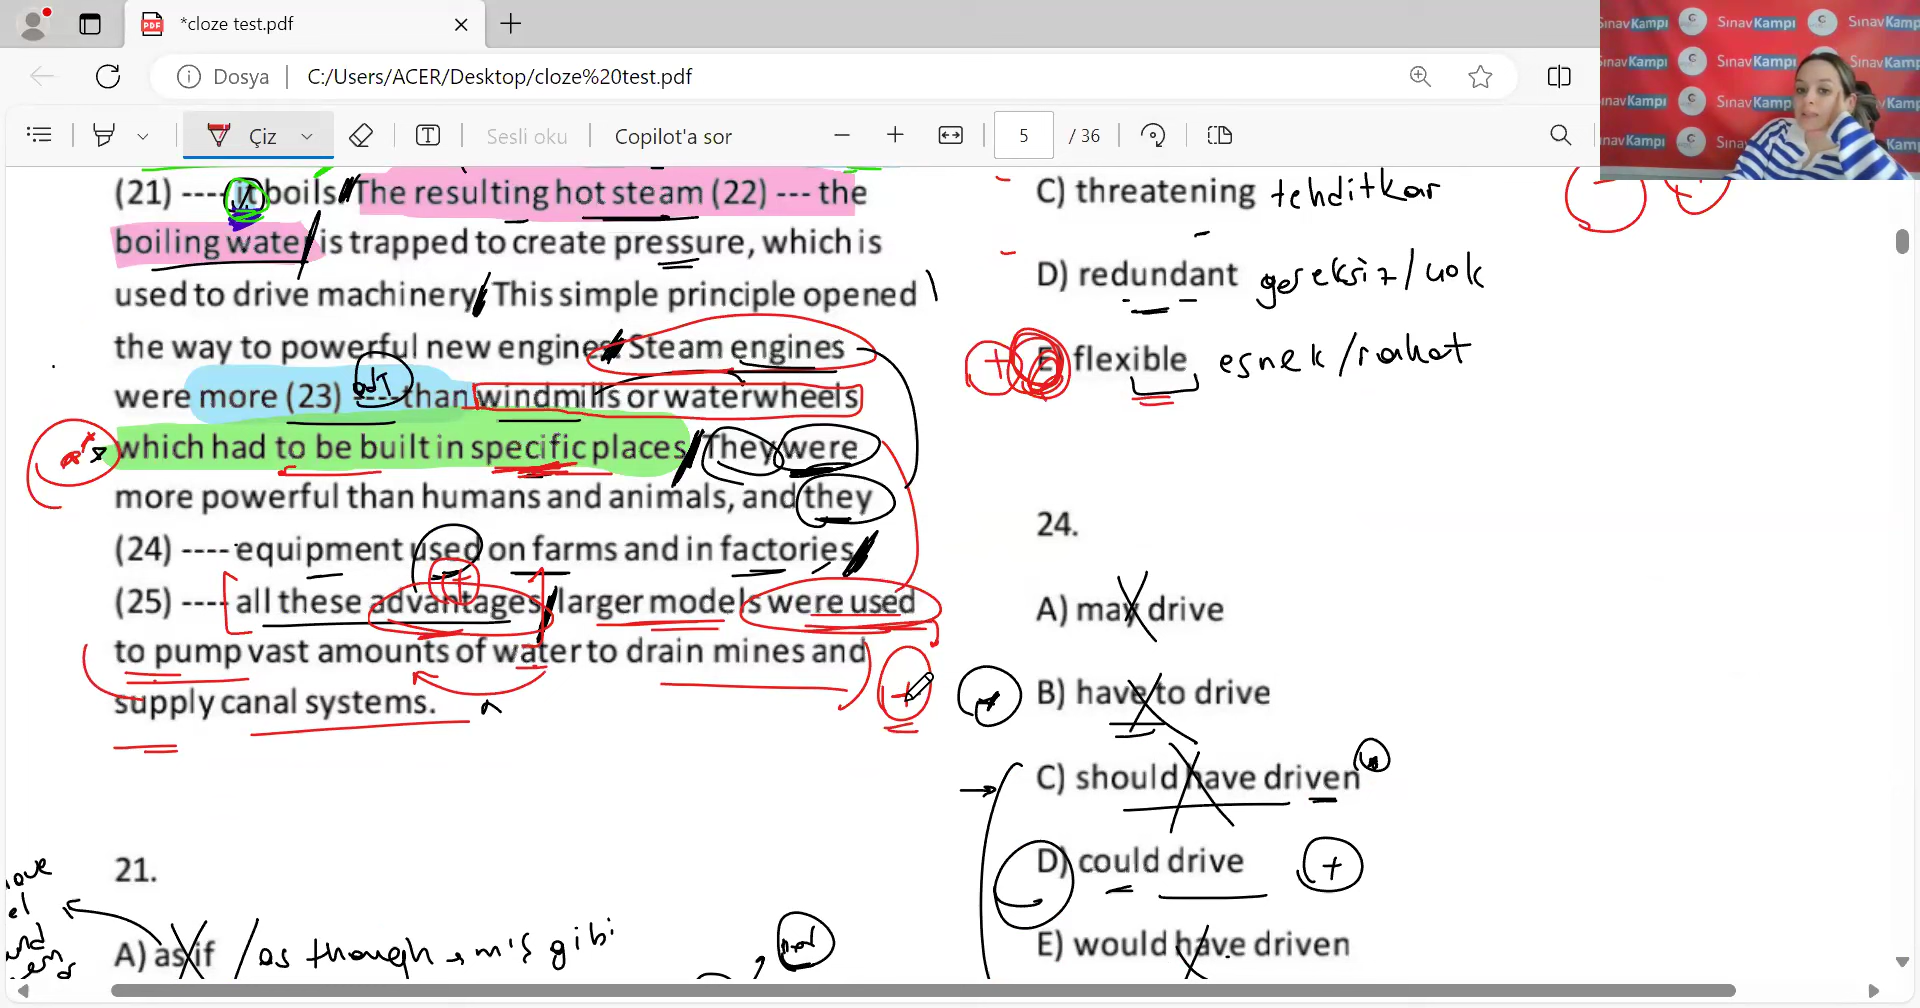 *cloze test.pdf
Dosya
C:/Users/ACER/Desktop/cloze%20test.pdf
Çiz
Sesli oku
Copilot'a sor
5
/ 36
SınavKampı
(21) ---- it boils. The resulting hot steam (22) --- the
boiling water is trapped to create pressure, which is
used to drive machinery. This simple principle opened
the way to powerful new engines. Steam engines
were more (23) ---- than windmills or waterwheels
adj
which had to be built in specific places. They were
more powerful than humans and animals, and they
(24) ---- equipment used on farms and in factories.
(25) ---- all these advantages, larger models were used
to pump vast amounts of water to drain mines and
supply canal systems.
21.
A) as if / as though → m'ş gibi
C) threatening tehditkar
D) redundant gereksiz/
E) flexible esnek/rahat
24.
A) may drive
B) have to drive
C) should have driven
D) could drive
E) would have driven